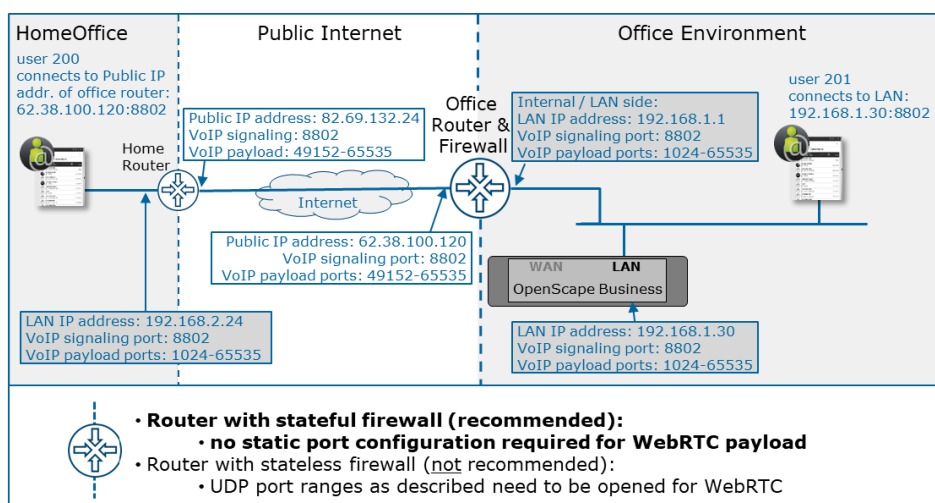 HomeOffice
Public Internet
Office Environment
user 200
connects to Public IP
addr. of office router:
62.38.100.120:8802
Home
Router
Public IP address: 82.69.132.24
VoIP signaling: 8802
VoIP payload: 49152-65535
Internet
Office
Router &
Firewall
Public IP address: 62.38.100.120
VoIP signaling port: 8802
VoIP payload ports: 49152-65535
Internal / LAN side:
LAN IP address: 192.168.1.1
VoIP signaling port: 8802
VoIP payload ports: 1024-65535
user 201
connects to LAN:
192.168.1.30:8802
WAN LAN
OpenScape Business
LAN IP address: 192.168.2.24
VoIP signaling port: 8802
VoIP payload ports: 1024-65535
LAN IP address: 192.168.1.30
VoIP signaling port: 8802
VoIP payload ports: 1024-65535
• Router with stateful firewall (recommended):
• no static port configuration required for WebRTC payload
• Router with stateless firewall (not recommended):
• UDP port ranges as described need to be opened for WebRTC